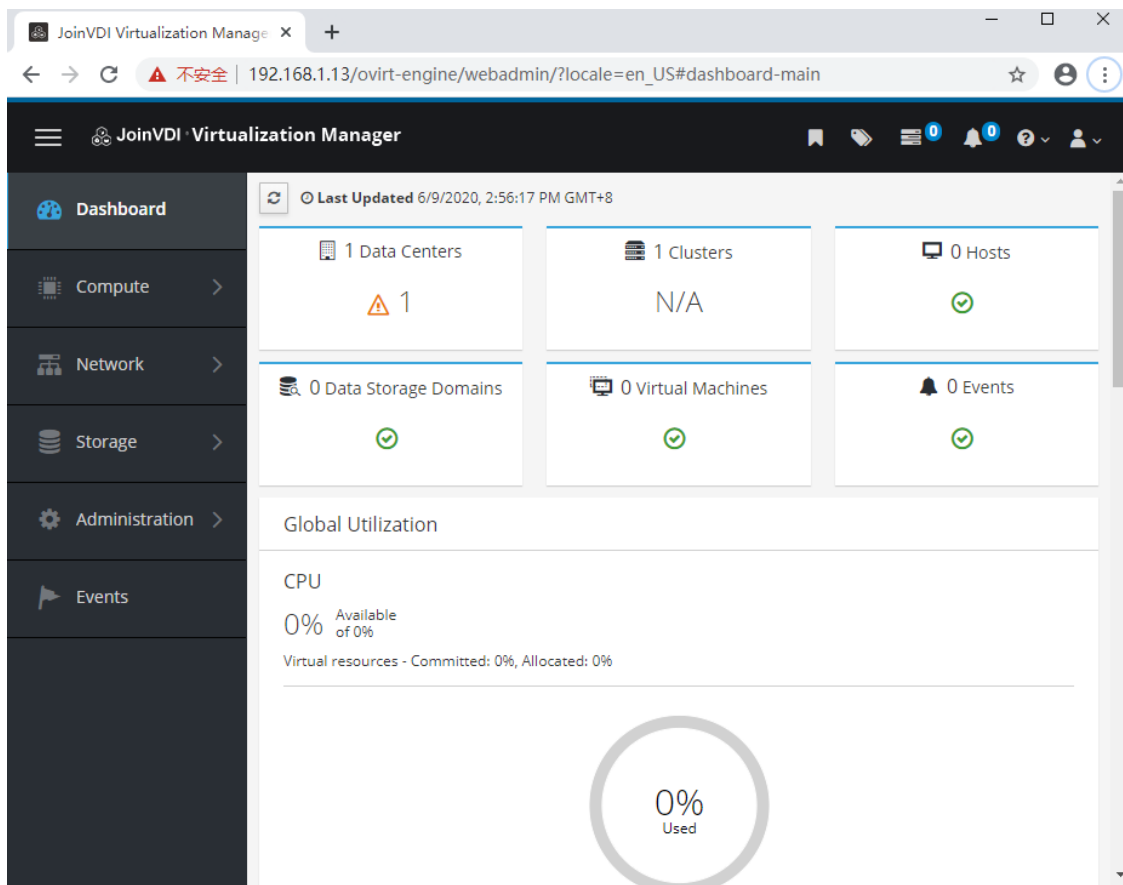 JoinVDI Virtualization Manage
不安全 192.168.1.13/ovirt-engine/webadmin/?locale=en_US#dashboard-main
JoinVDI Virtualization Manager
0 0
Dashboard
Compute
Network
Storage
Administration
Events
Last Updated 6/9/2020, 2:56:17 PM GMT+8
1 Data Centers
1
1 Clusters
N/A
0 Hosts
0 Data Storage Domains
0 Virtual Machines
0 Events
Global Utilization
CPU
0% Available
of 0%
Virtual resources - Committed: 0%, Allocated: 0%
0%
Used